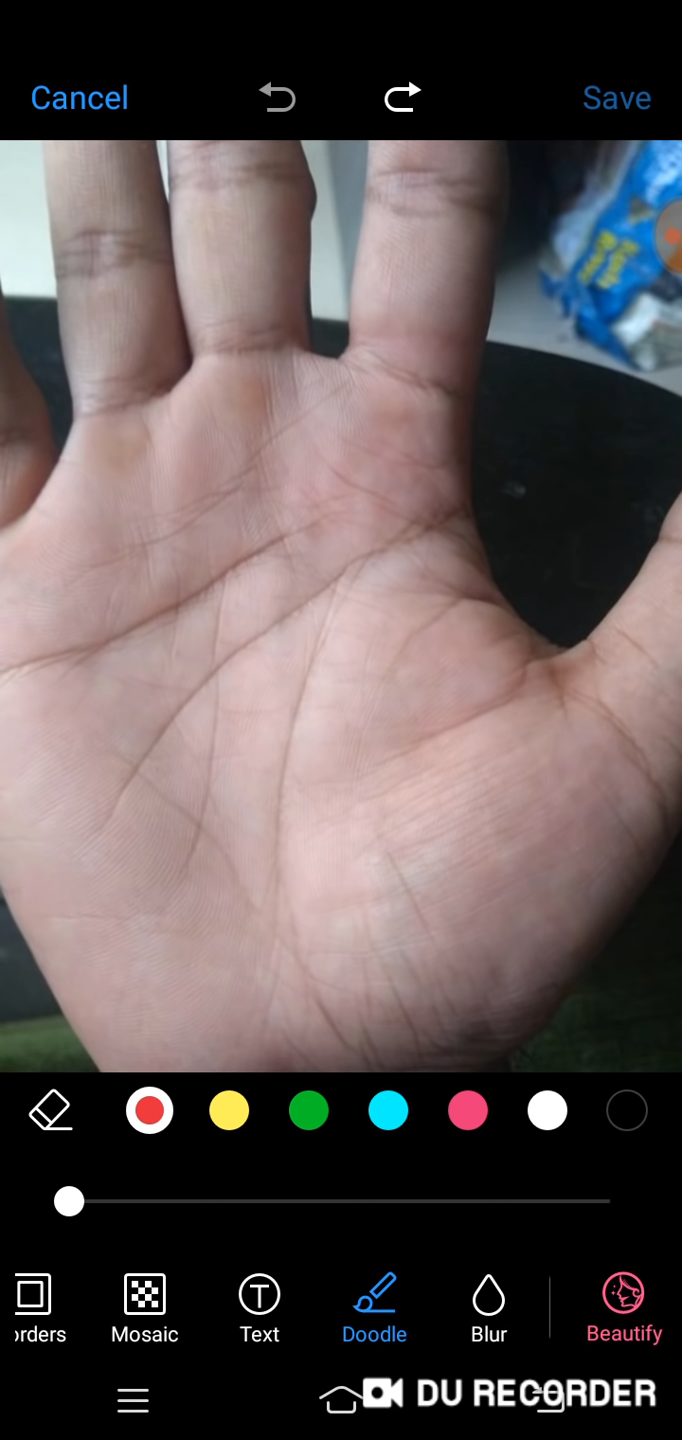 Cancel
Save
orders
Mosaic
Text
Doodle
Blur
Beautify
DU RECORDER